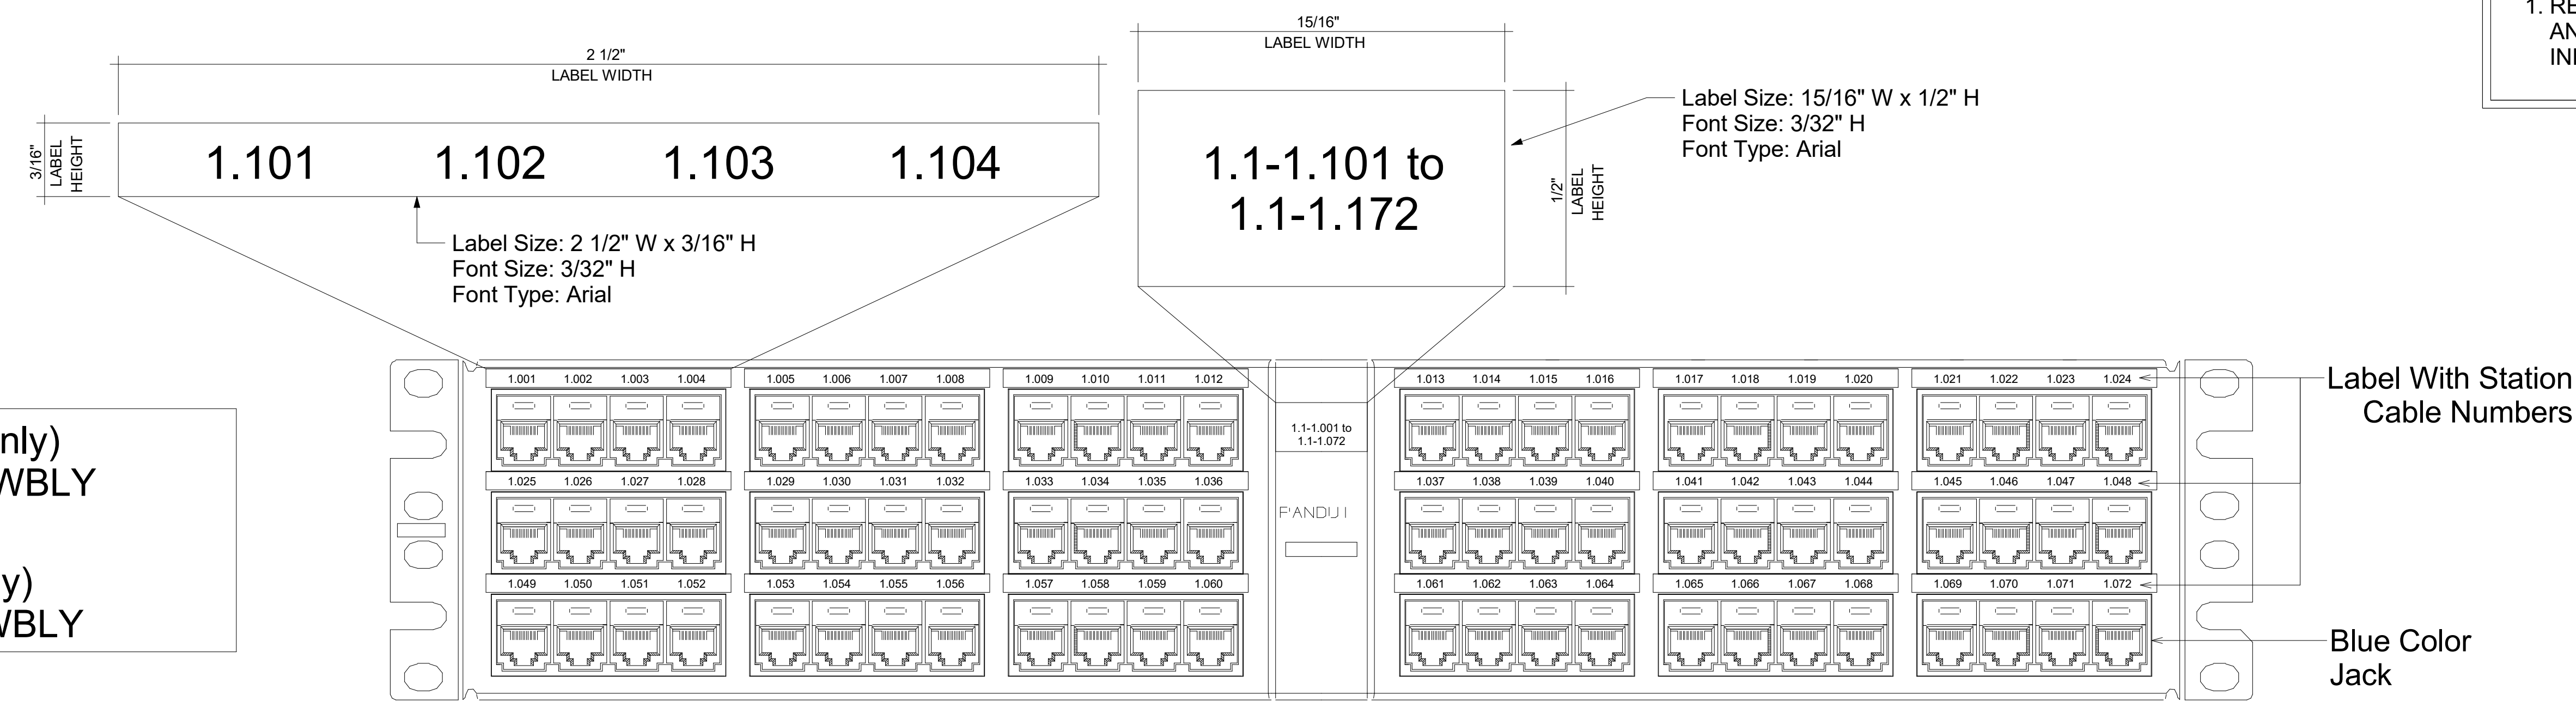 15/16"
LABEL WIDTH
2 1/2"
LABEL WIDTH
1. RE
AN
Label Size: 15/16" W x 1/2" H
Font Size: 3/32" H
Font Type: Arial
3/16"
LABEL
HEIGHT
1.101 1.102 1.103 1.104
1.1-1.101 to
1.1-1.172
1/2"
LABEL
HEIGHT
Label Size: 2 1/2" W x 3/16" H
Font Size: 3/32" H
Font Type: Arial
1.001 1.002 1.003 1.004 1.005 1.006 1.007 1.008 1.009 1.010 1.011 1.012 1.013 1.014 1.015 1.016 1.017 1.018 1.019 1.020 1.021 1.022 1.023 1.024
Label With Station
Cable Numbers
1.1-1.001 to
1.1-1.072
nly)
WBLY
1.025 1.026 1.027 1.028 1.029 1.030 1.031 1.032 1.033 1.034 1.035 1.036 1.037 1.038 1.039 1.040 1.041 1.042 1.043 1.044 1.045 1.046 1.047 1.048
PANDUI
y)
WBLY
1.049 1.050 1.051 1.052 1.053 1.054 1.055 1.056 1.057 1.058 1.059 1.060 1.061 1.062 1.063 1.064 1.065 1.066 1.067 1.068 1.069 1.070 1.071 1.072
Blue Color
Jack